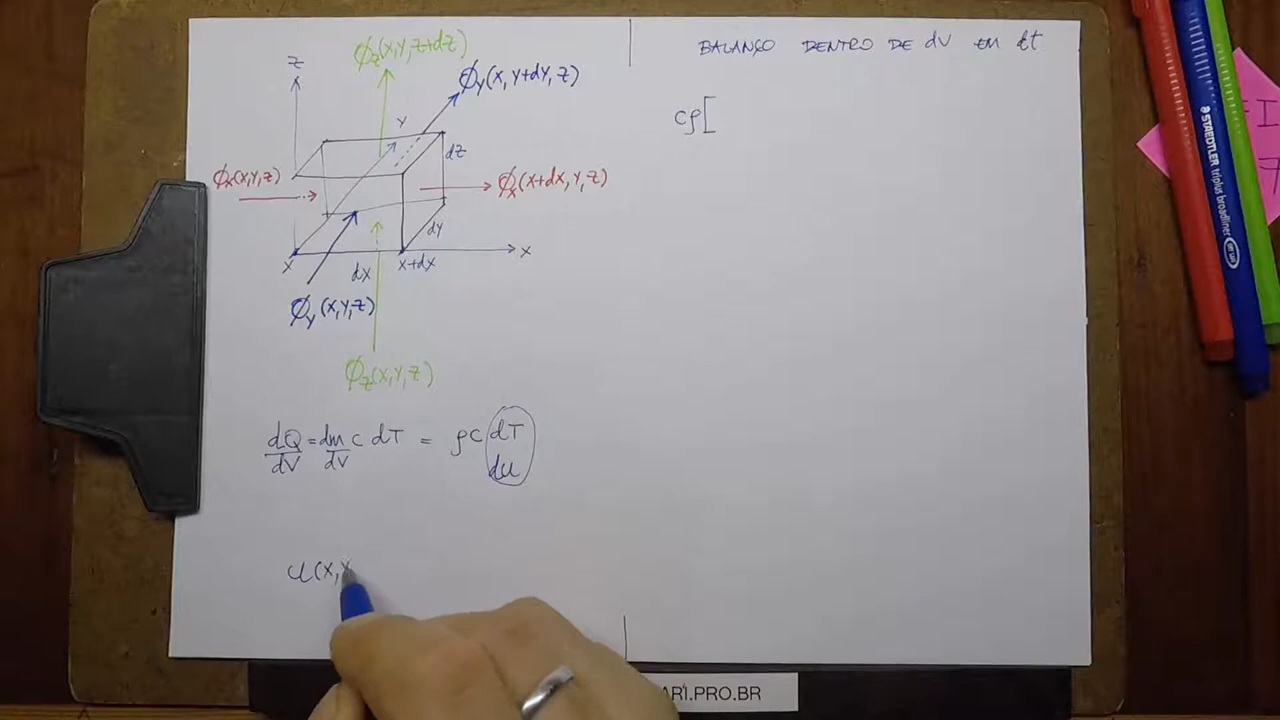 BALANÇO DENTRO DE dV EM dt
ϕz(x,y,z+dz)
z
ϕy(x,y+dy,z)
cρ[
y
dz
ϕx(x,y,z)
ϕx(x+dx,y,z)
dy
x
dx
x+dx
x
ϕy(x,y,z)
ϕz(x,y,z)
dQ/dV = dm/dV c dT = ρc dT
du
u(x,y
ARI.PRO.BR
STAEDTLER triplus broadliner